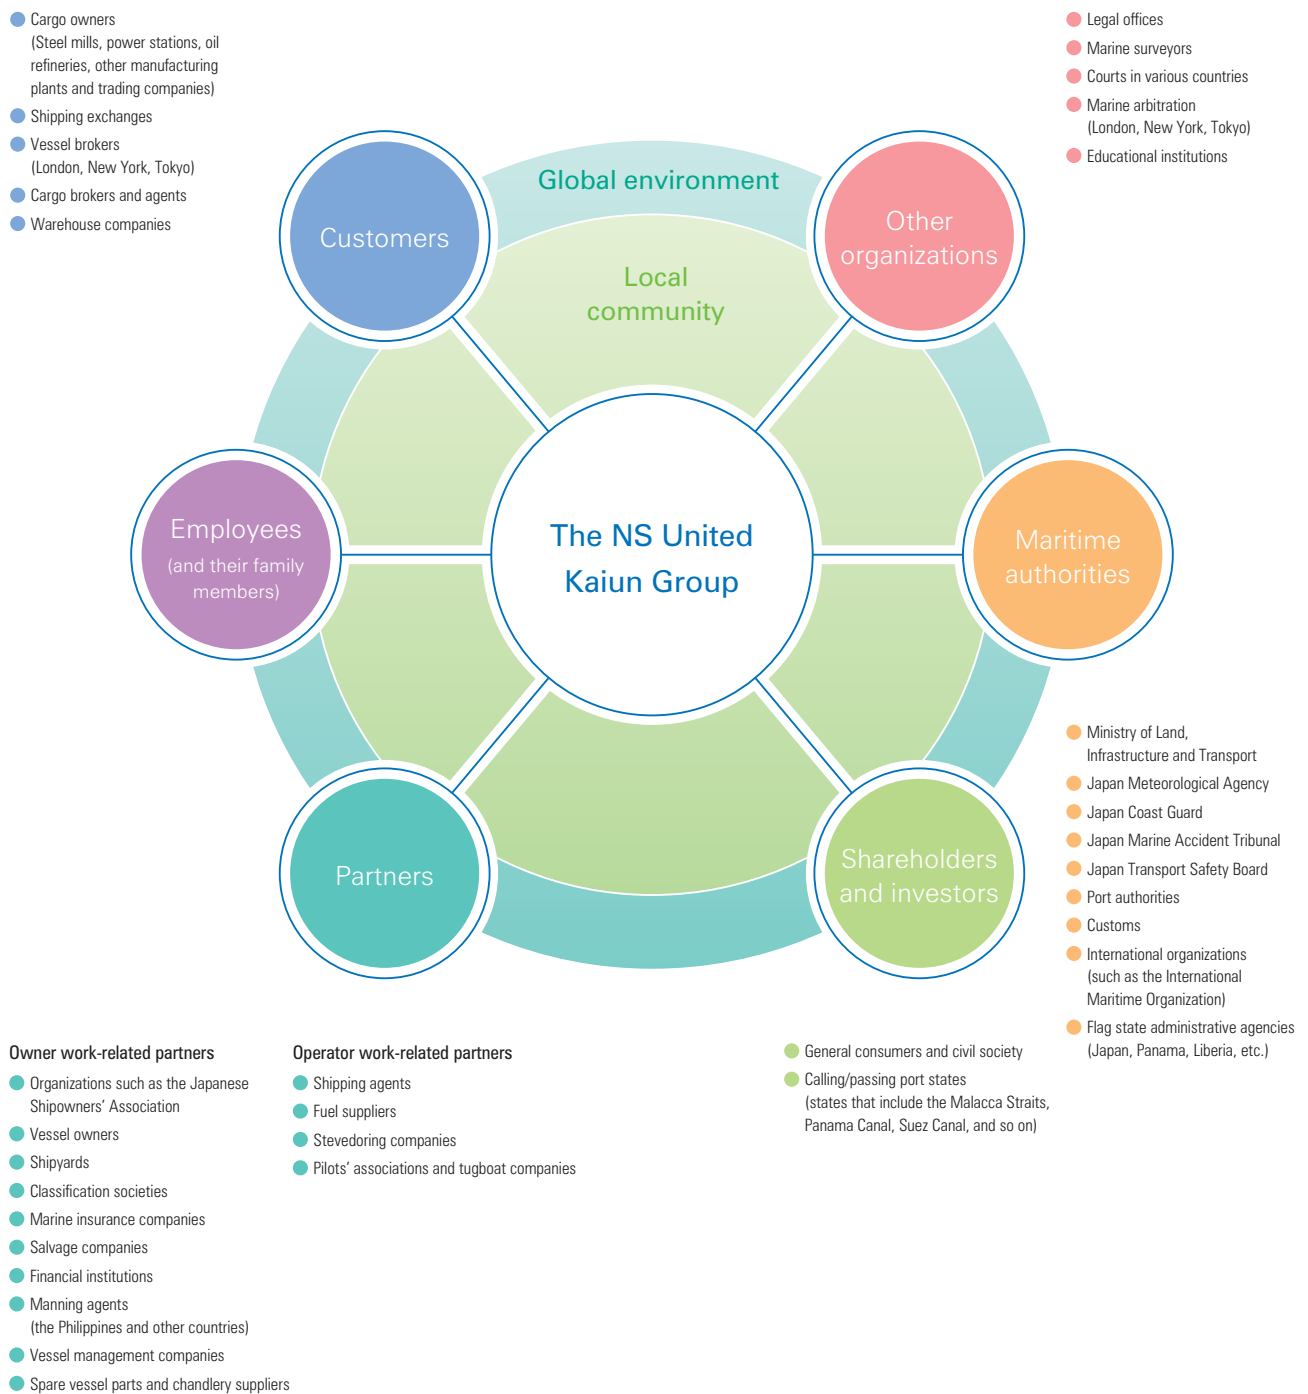 Cargo owners
(Steel mills, power stations, oil
refineries, other manufacturing
plants and trading companies)
Shipping exchanges
Vessel brokers
(London, New York, Tokyo)
Cargo brokers and agents
Warehouse companies
Legal offices
Marine surveyors
Courts in various countries
Marine arbitration
(London, New York, Tokyo)
Educational institutions
Global environment
Local
community
Customers
Other
organizations
Employees
(and their family
members)
The NS United
Kaiun Group
Maritime
authorities
Partners
Shareholders
and investors
Ministry of Land,
Infrastructure and Transport
Japan Meteorological Agency
Japan Coast Guard
Japan Marine Accident Tribunal
Japan Transport Safety Board
Port authorities
Customs
International organizations
(such as the International
Maritime Organization)
Flag state administrative agencies
(Japan, Panama, Liberia, etc.)
Owner work-related partners
Organizations such as the Japanese
Shipowners’ Association
Vessel owners
Shipyards
Classification societies
Marine insurance companies
Salvage companies
Financial institutions
Manning agents
(the Philippines and other countries)
Vessel management companies
Spare vessel parts and chandlery suppliers
Operator work-related partners
Shipping agents
Fuel suppliers
Stevedoring companies
Pilots’ associations and tugboat companies
General consumers and civil society
Calling/passing port states
(states that include the Malacca Straits,
Panama Canal, Suez Canal, and so on)